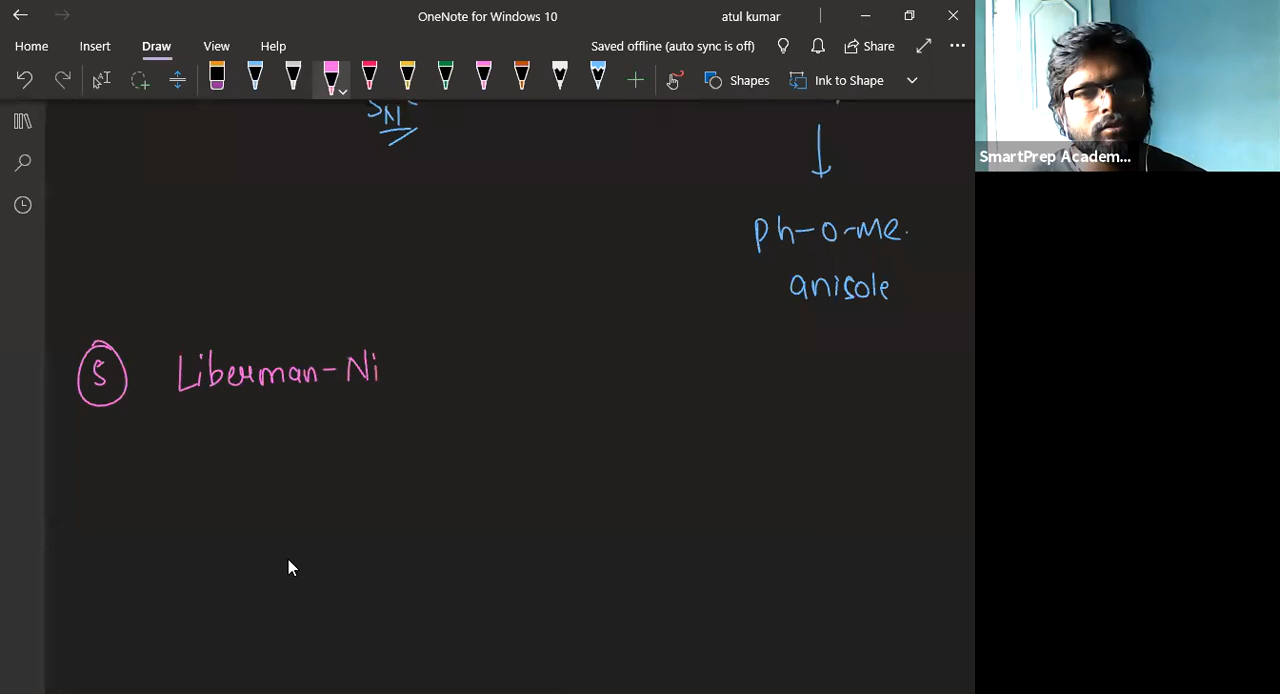 OneNote for Windows 10
atul kumar
Home Insert Draw View Help
Saved offline (auto sync is off)
Share
Shapes
Ink to Shape
SmartPrep Academ...
SN
Ph-O-Me.
anisole
5 Liberman-Ni